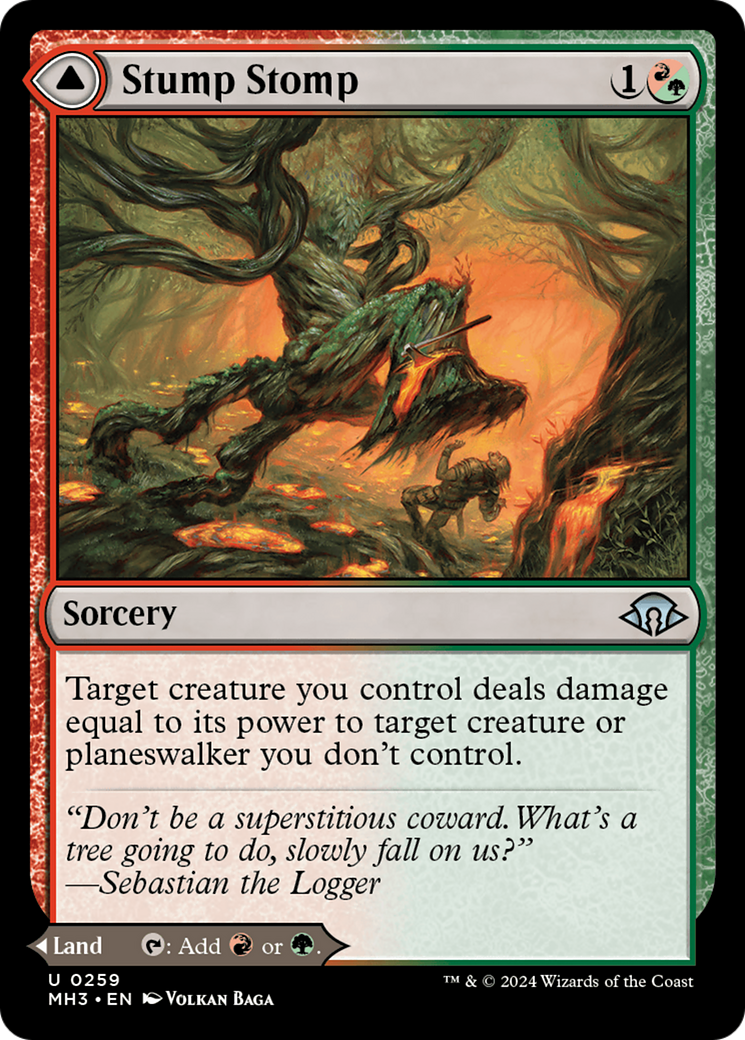 Stump Stomp 1
Sorcery
Target creature you control deals damage
equal to its power to target creature or
planeswalker you don't control.
"Don't be a superstitious coward. What's a
tree going to do, slowly fall on us?"
—Sebastian the Logger
Land : Add or .
U 0259
MH3 • EN Volkan Baga
™ & © 2024 Wizards of the Coast